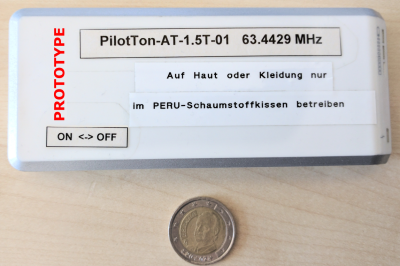 PROTOTYPE
PilotTon-AT-1.5T-01 63.4429 MHz
Auf Haut oder Kleidung nur
im PERU-Schaumstoffkissen betreiben
ON <-> OFF